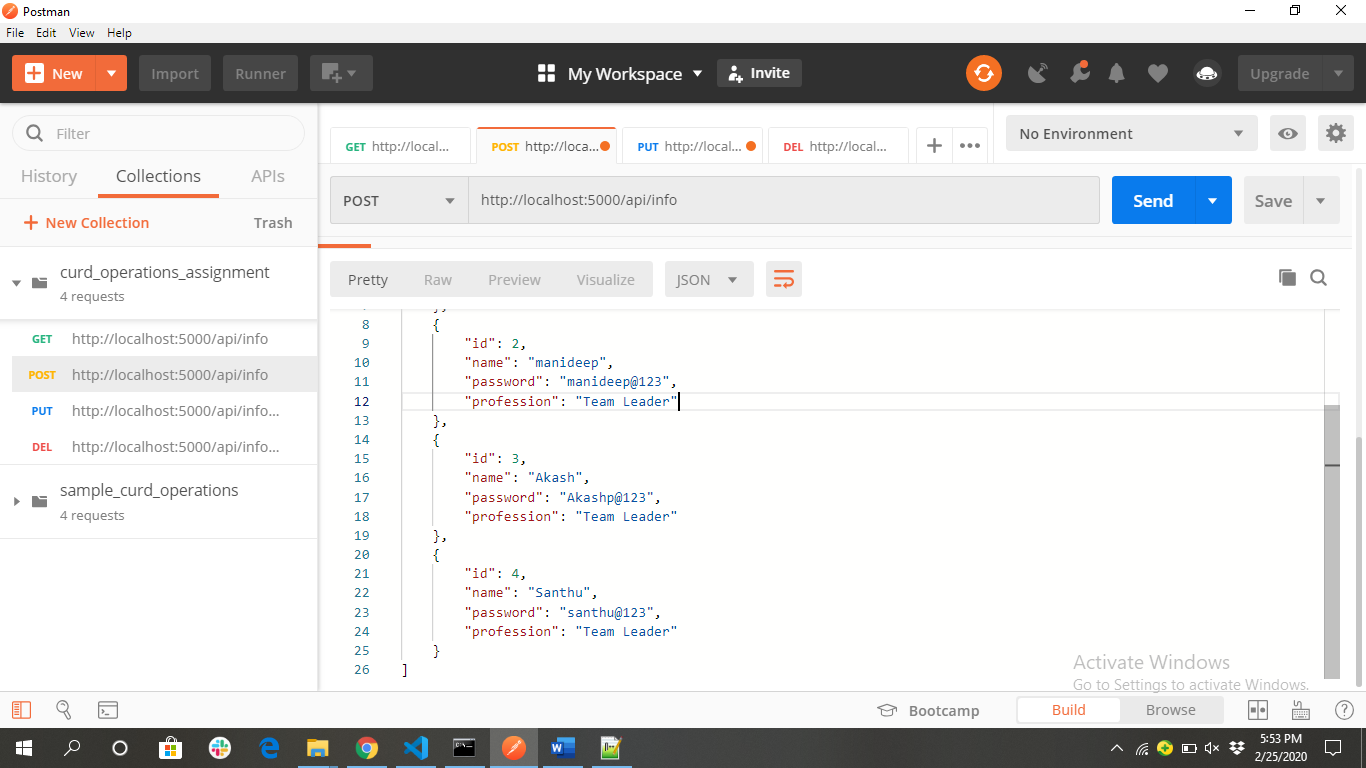 Postman
File Edit View Help
New Import Runner My Workspace Invite Upgrade
Filter
History Collections APIs
New Collection Trash
curd_operations_assignment
4 requests
GET http://localhost:5000/api/info
POST http://localhost:5000/api/info
PUT http://localhost:5000/api/info...
DEL http://localhost:5000/api/info...
sample_curd_operations
4 requests
GET http://local... POST http://loca... PUT http://local... DEL http://local...
No Environment
POST http://localhost:5000/api/info Send Save
Pretty Raw Preview Visualize JSON
8 {
9 "id": 2,
10 "name": "manideep",
11 "password": "manideep@123",
12 "profession": "Team Leader"
13 },
14 {
15 "id": 3,
16 "name": "Akash",
17 "password": "Akashp@123",
18 "profession": "Team Leader"
19 },
20 {
21 "id": 4,
22 "name": "Santhu",
23 "password": "santhu@123",
24 "profession": "Team Leader"
25 }
26 ]
Activate Windows
Go to Settings to activate Windows.
Bootcamp Build Browse
5:53 PM
2/25/2020